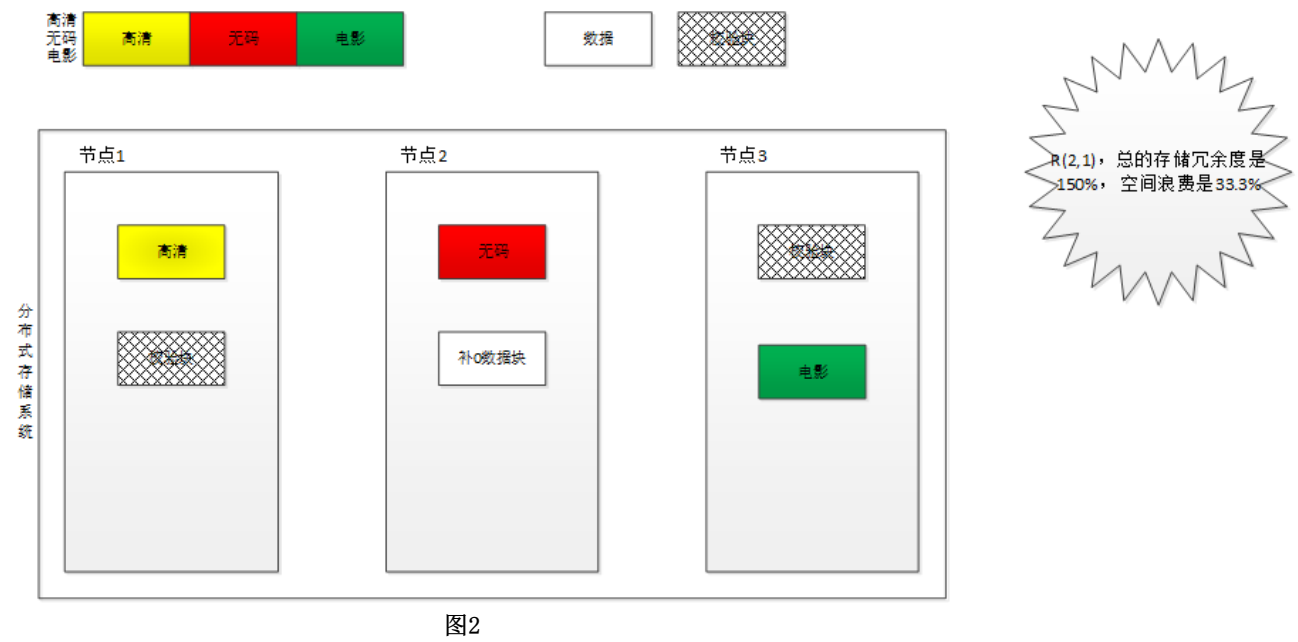 高清
无码
电影
高清
无码
电影
数据
校验块
节点1
节点2
节点3
高清
无码
校验块
校验块
补0数据块
电影
分布式存储系统
R(2,1)，总的存储冗余度是
150%，空间浪费是33.3%
图2